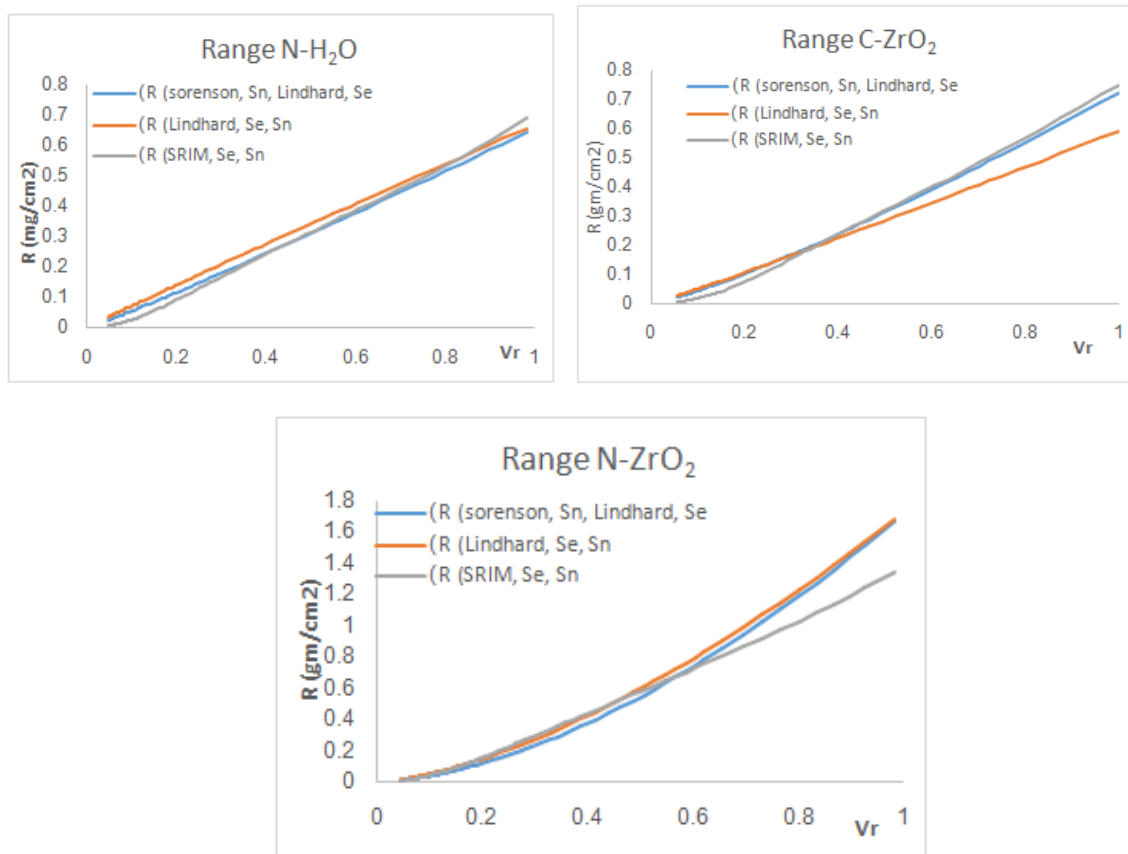 Range N-H₂O
(R (sorenson, Sn, Lindhard, Se
(R (Lindhard, Se, Sn
(R (SRIM, Se, Sn
R (mg/cm2)
0.8
0.7
0.6
0.5
0.4
0.3
0.2
0.1
0
0 0.2 0.4 0.6 0.8 1
Vr
Range C-ZrO₂
(R (sorenson, Sn, Lindhard, Se
(R (Lindhard, Se, Sn
(R (SRIM, Se, Sn
R (gm/cm2)
0.8
0.7
0.6
0.5
0.4
0.3
0.2
0.1
0
0 0.2 0.4 0.6 0.8 1
Vr
Range N-ZrO₂
(R (sorenson, Sn, Lindhard, Se
(R (Lindhard, Se, Sn
(R (SRIM, Se, Sn
R (gm/cm2)
1.8
1.6
1.4
1.2
1
0.8
0.6
0.4
0.2
0
0 0.2 0.4 0.6 0.8 1
Vr